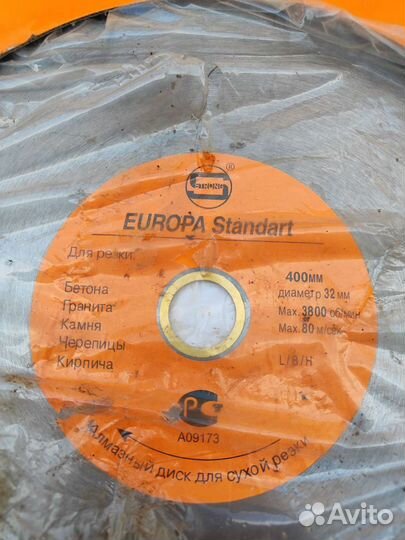 STRONG
®
EUROPA Standart
Для резки:
Бетона
Гранита
Камня
Черепицы
Кирпича
400мм
диаметр 32 мм
Max. 3800 об/мин
Max. 80 м/сек
L/B/H
PC
A09173
Алмазный диск для сухой резки
Avito